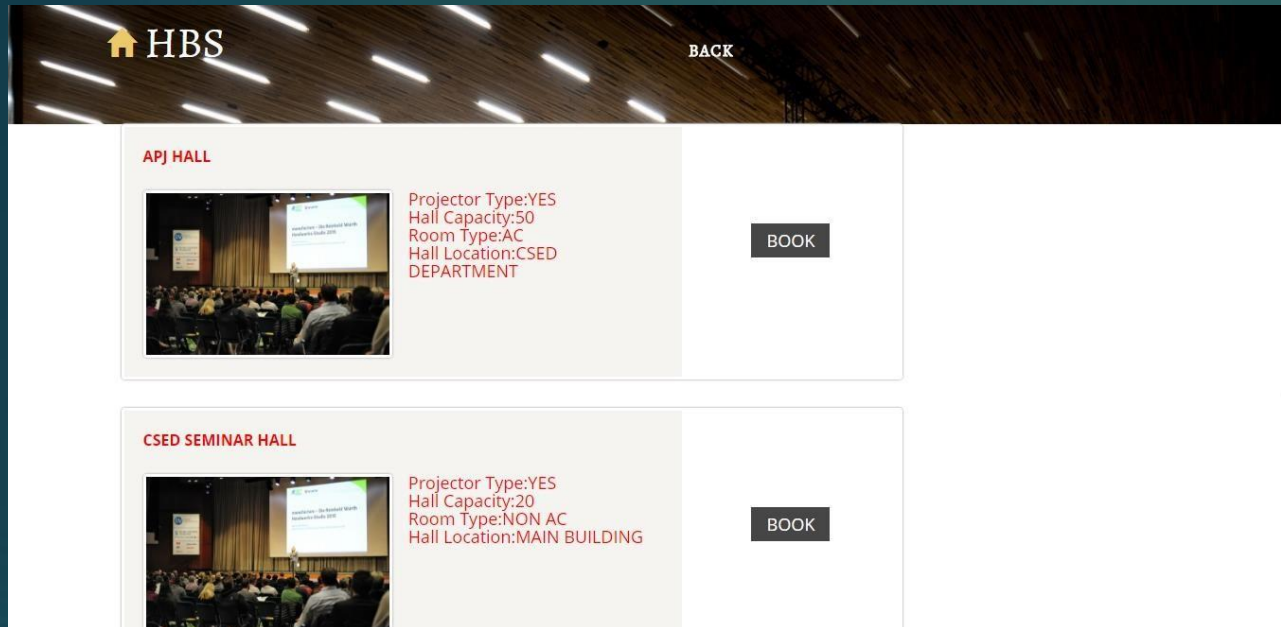 HBS
BACK
APJ HALL
Projector Type:YES
Hall Capacity:50
Room Type:AC
Hall Location:CSED
DEPARTMENT
BOOK
CSED SEMINAR HALL
Projector Type:YES
Hall Capacity:20
Room Type:NON AC
Hall Location:MAIN BUILDING
BOOK